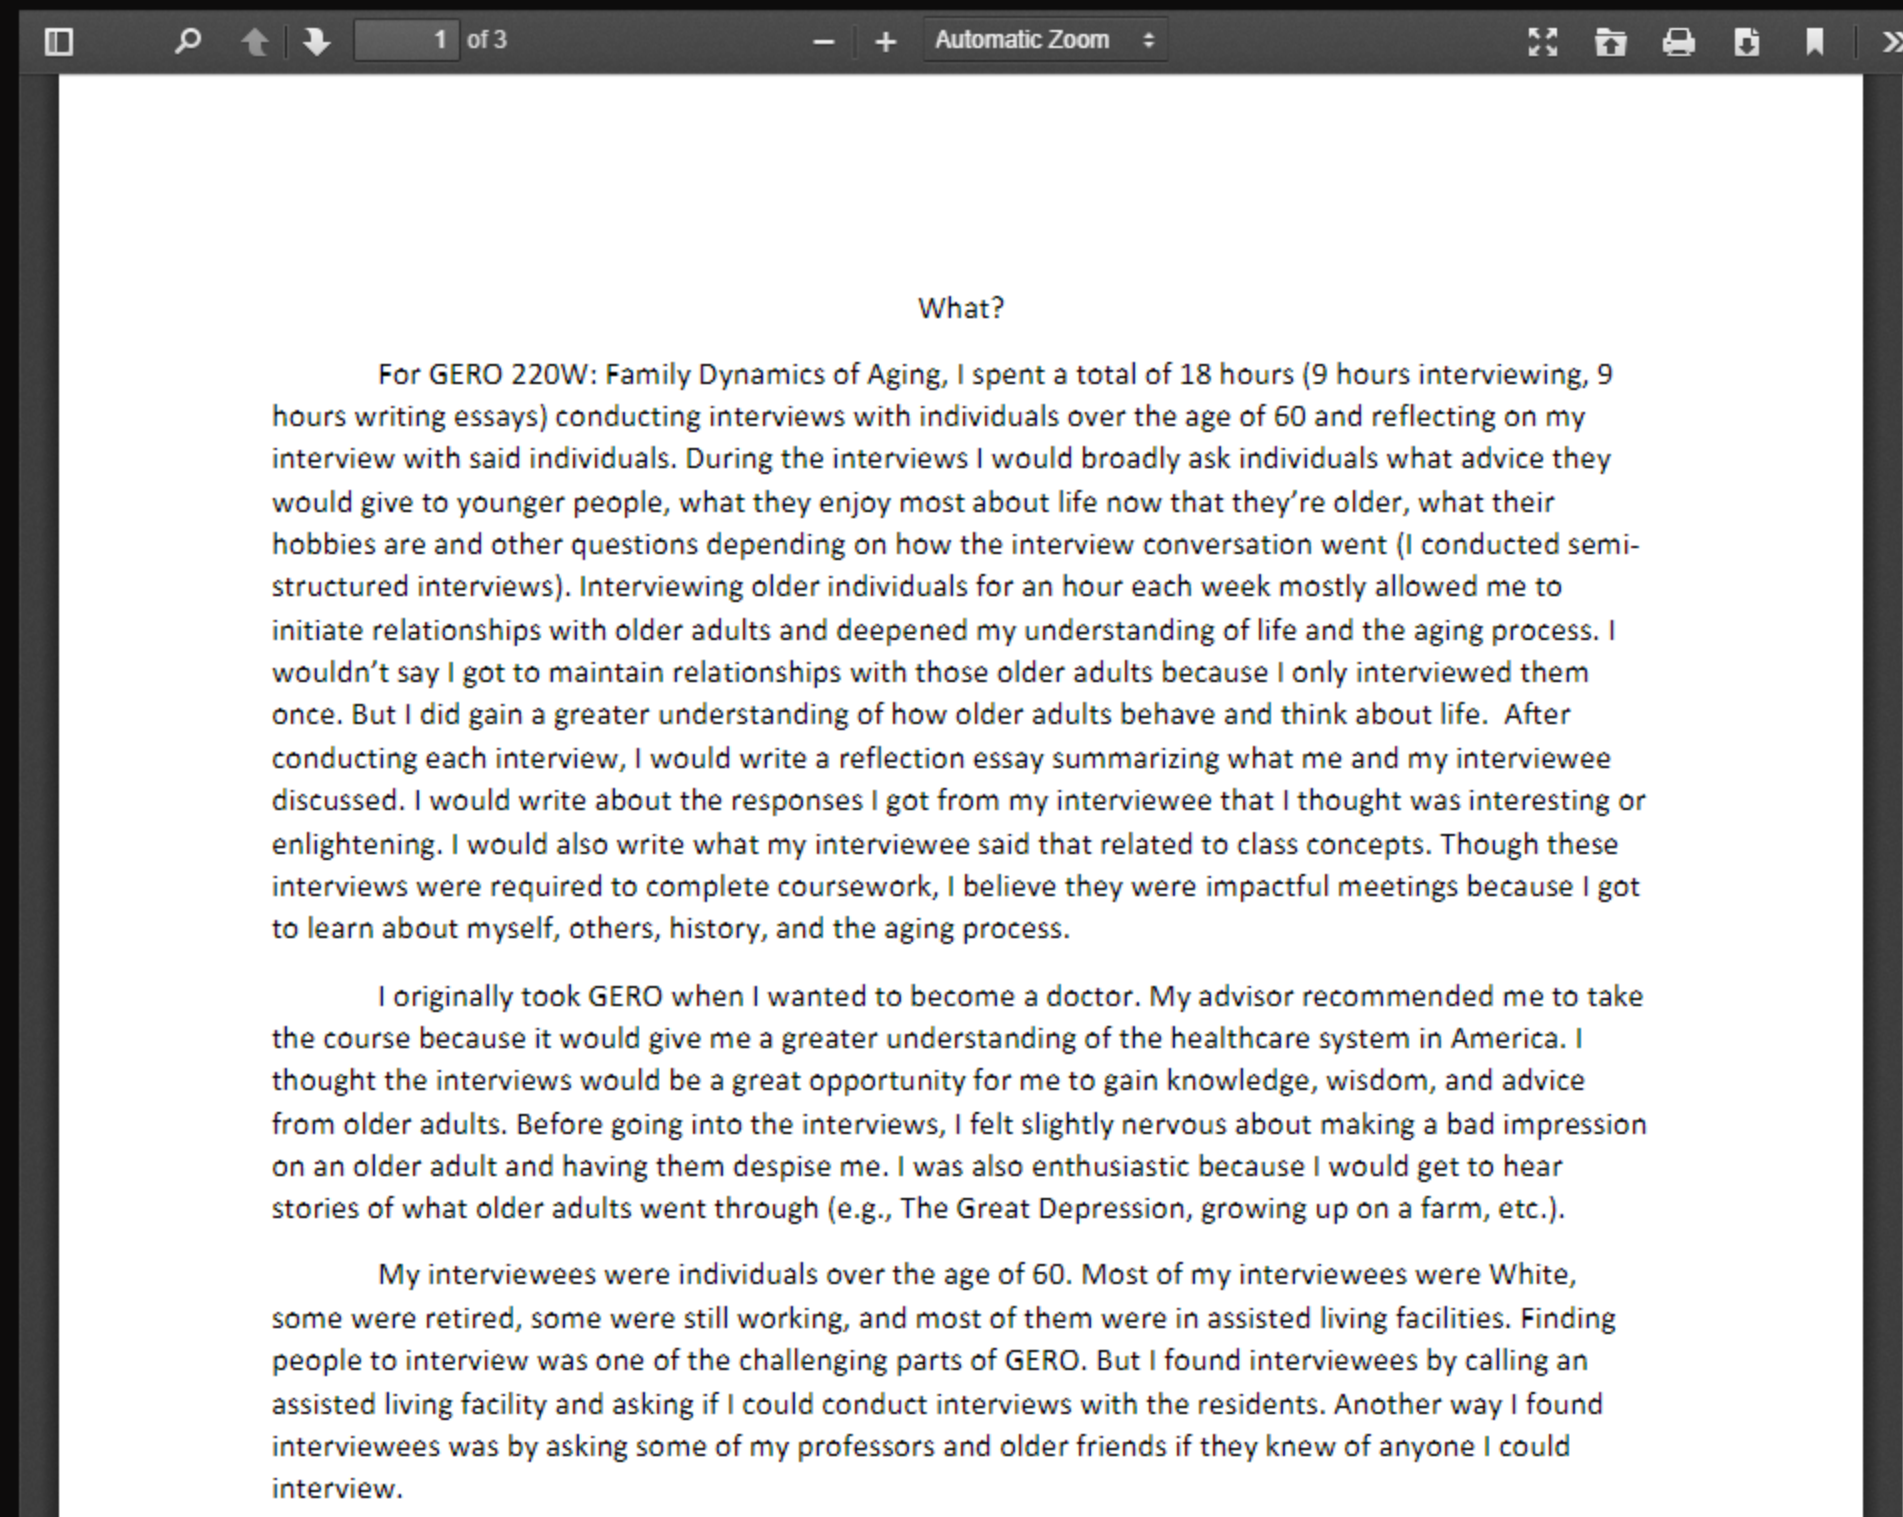 1 of 3 Automatic Zoom
What?
For GERO 220W: Family Dynamics of Aging, I spent a total of 18 hours (9 hours interviewing, 9
hours writing essays) conducting interviews with individuals over the age of 60 and reflecting on my
interview with said individuals. During the interviews I would broadly ask individuals what advice they
would give to younger people, what they enjoy most about life now that they’re older, what their
hobbies are and other questions depending on how the interview conversation went (I conducted semi-
structured interviews). Interviewing older individuals for an hour each week mostly allowed me to
initiate relationships with older adults and deepened my understanding of life and the aging process. I
wouldn’t say I got to maintain relationships with those older adults because I only interviewed them
once. But I did gain a greater understanding of how older adults behave and think about life.  After
conducting each interview, I would write a reflection essay summarizing what me and my interviewee
discussed. I would write about the responses I got from my interviewee that I thought was interesting or
enlightening. I would also write what my interviewee said that related to class concepts. Though these
interviews were required to complete coursework, I believe they were impactful meetings because I got
to learn about myself, others, history, and the aging process.
I originally took GERO when I wanted to become a doctor. My advisor recommended me to take
the course because it would give me a greater understanding of the healthcare system in America. I
thought the interviews would be a great opportunity for me to gain knowledge, wisdom, and advice
from older adults. Before going into the interviews, I felt slightly nervous about making a bad impression
on an older adult and having them despise me. I was also enthusiastic because I would get to hear
stories of what older adults went through (e.g., The Great Depression, growing up on a farm, etc.).
My interviewees were individuals over the age of 60. Most of my interviewees were White,
some were retired, some were still working, and most of them were in assisted living facilities. Finding
people to interview was one of the challenging parts of GERO. But I found interviewees by calling an
assisted living facility and asking if I could conduct interviews with the residents. Another way I found
interviewees was by asking some of my professors and older friends if they knew of anyone I could
interview.